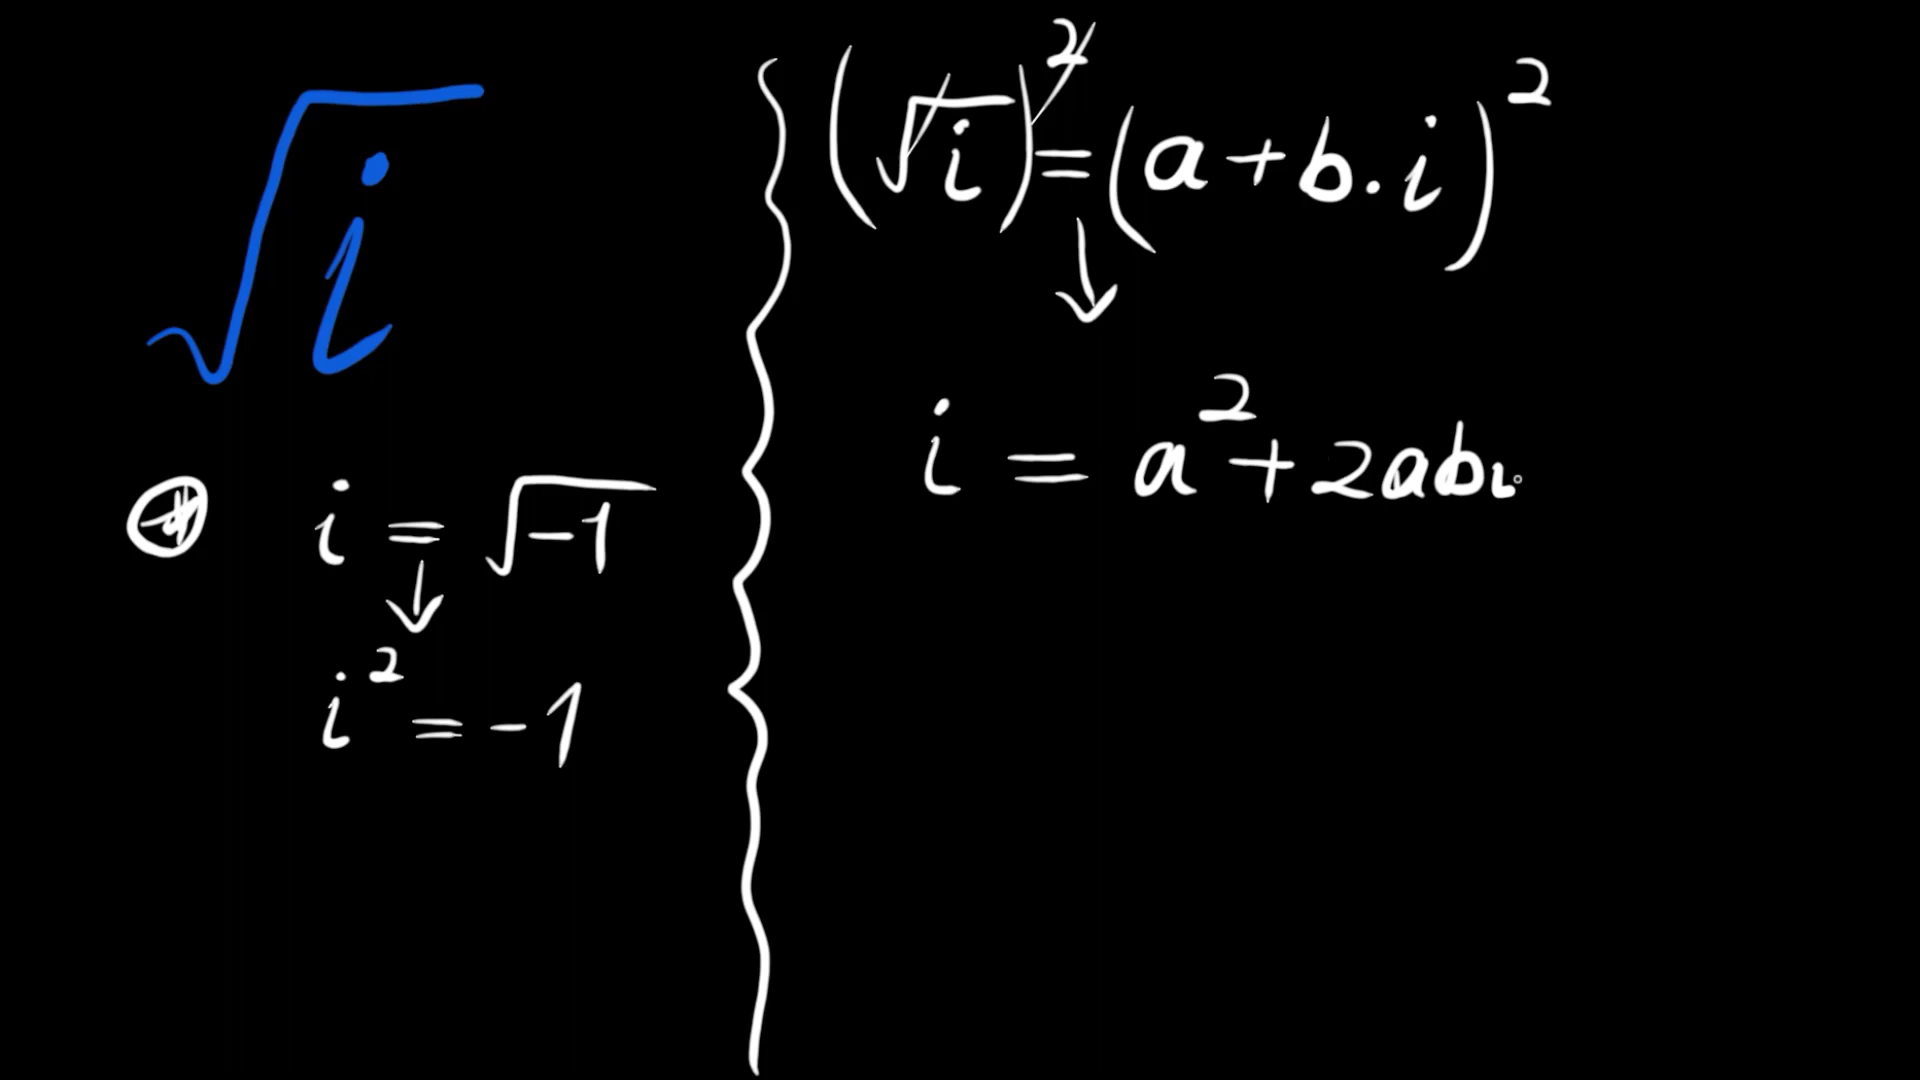 √i
⊛ i = √-1
↓
i² = -1
(√i)² = (a + b . i)²
↓
i = a² + 2abi